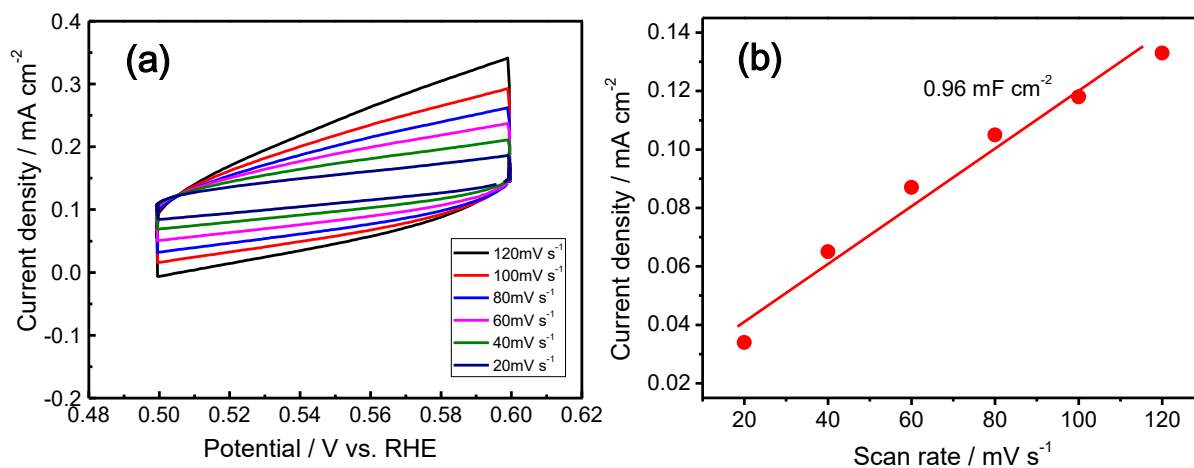 (a)
Current density / mA cm⁻²
0.4
0.3
0.2
0.1
0.0
-0.1
-0.2
0.48 0.50 0.52 0.54 0.56 0.58 0.60 0.62
Potential / V vs. RHE
120mV s⁻¹
100mV s⁻¹
80mV s⁻¹
60mV s⁻¹
40mV s⁻¹
20mV s⁻¹
(b)
0.96 mF cm⁻²
Current density / mA cm⁻²
0.14
0.12
0.10
0.08
0.06
0.04
0.02
20 40 60 80 100 120
Scan rate / mV s⁻¹